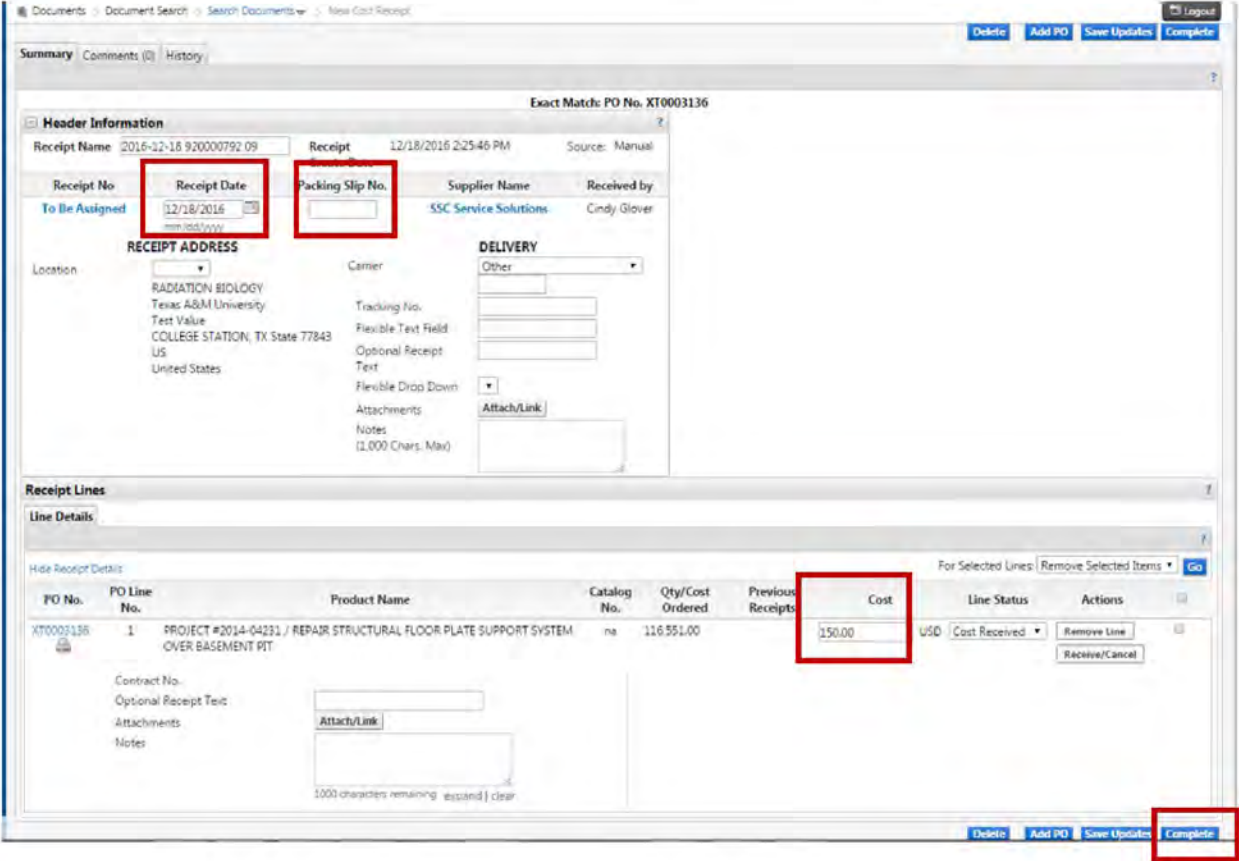 Documents > Document Search > Search Documents > New Cost Receipt
Logout
Delete Add PO Save Updates Complete
Summary Comments (0) History
?
Exact Match: PO No. XT0003136
Header Information ?
Receipt Name 2016-12-18 920000792 09 Receipt 12/18/2016 2:25:46 PM Source: Manual
Receipt No Receipt Date Packing Slip No. Supplier Name Received by
To Be Assigned 12/18/2016 SSC Service Solutions Cindy Glover
mm/dd/yyyy
RECEIPT ADDRESS DELIVERY
Location Carrier Other
RADIATION BIOLOGY
Texas A&M University Tracking No.
Test Value Flexible Text Field
COLLEGE STATION, TX State 77843
US Optional Receipt
United States Text
Flexible Drop Down
Attachments Attach/Link
Notes
(1,000 Chars. Max)
Receipt Lines ?
Line Details
?
Hide Receipt Details For Selected Lines: Remove Selected Items Go
PO No. PO Line No. Product Name Catalog No. Qty/Cost Ordered Previous Receipts Cost Line Status Actions
XT0003136 1 PROJECT #2014-04231 / REPAIR STRUCTURAL FLOOR PLATE SUPPORT SYSTEM na 116,551.00 150.00 USD Cost Received Remove Line
OVER BASEMENT PIT
Receive/Cancel
Contract No.
Optional Receipt Text
Attachments Attach/Link
Notes
1000 characters remaining expand | clear
Delete Add PO Save Updates Complete